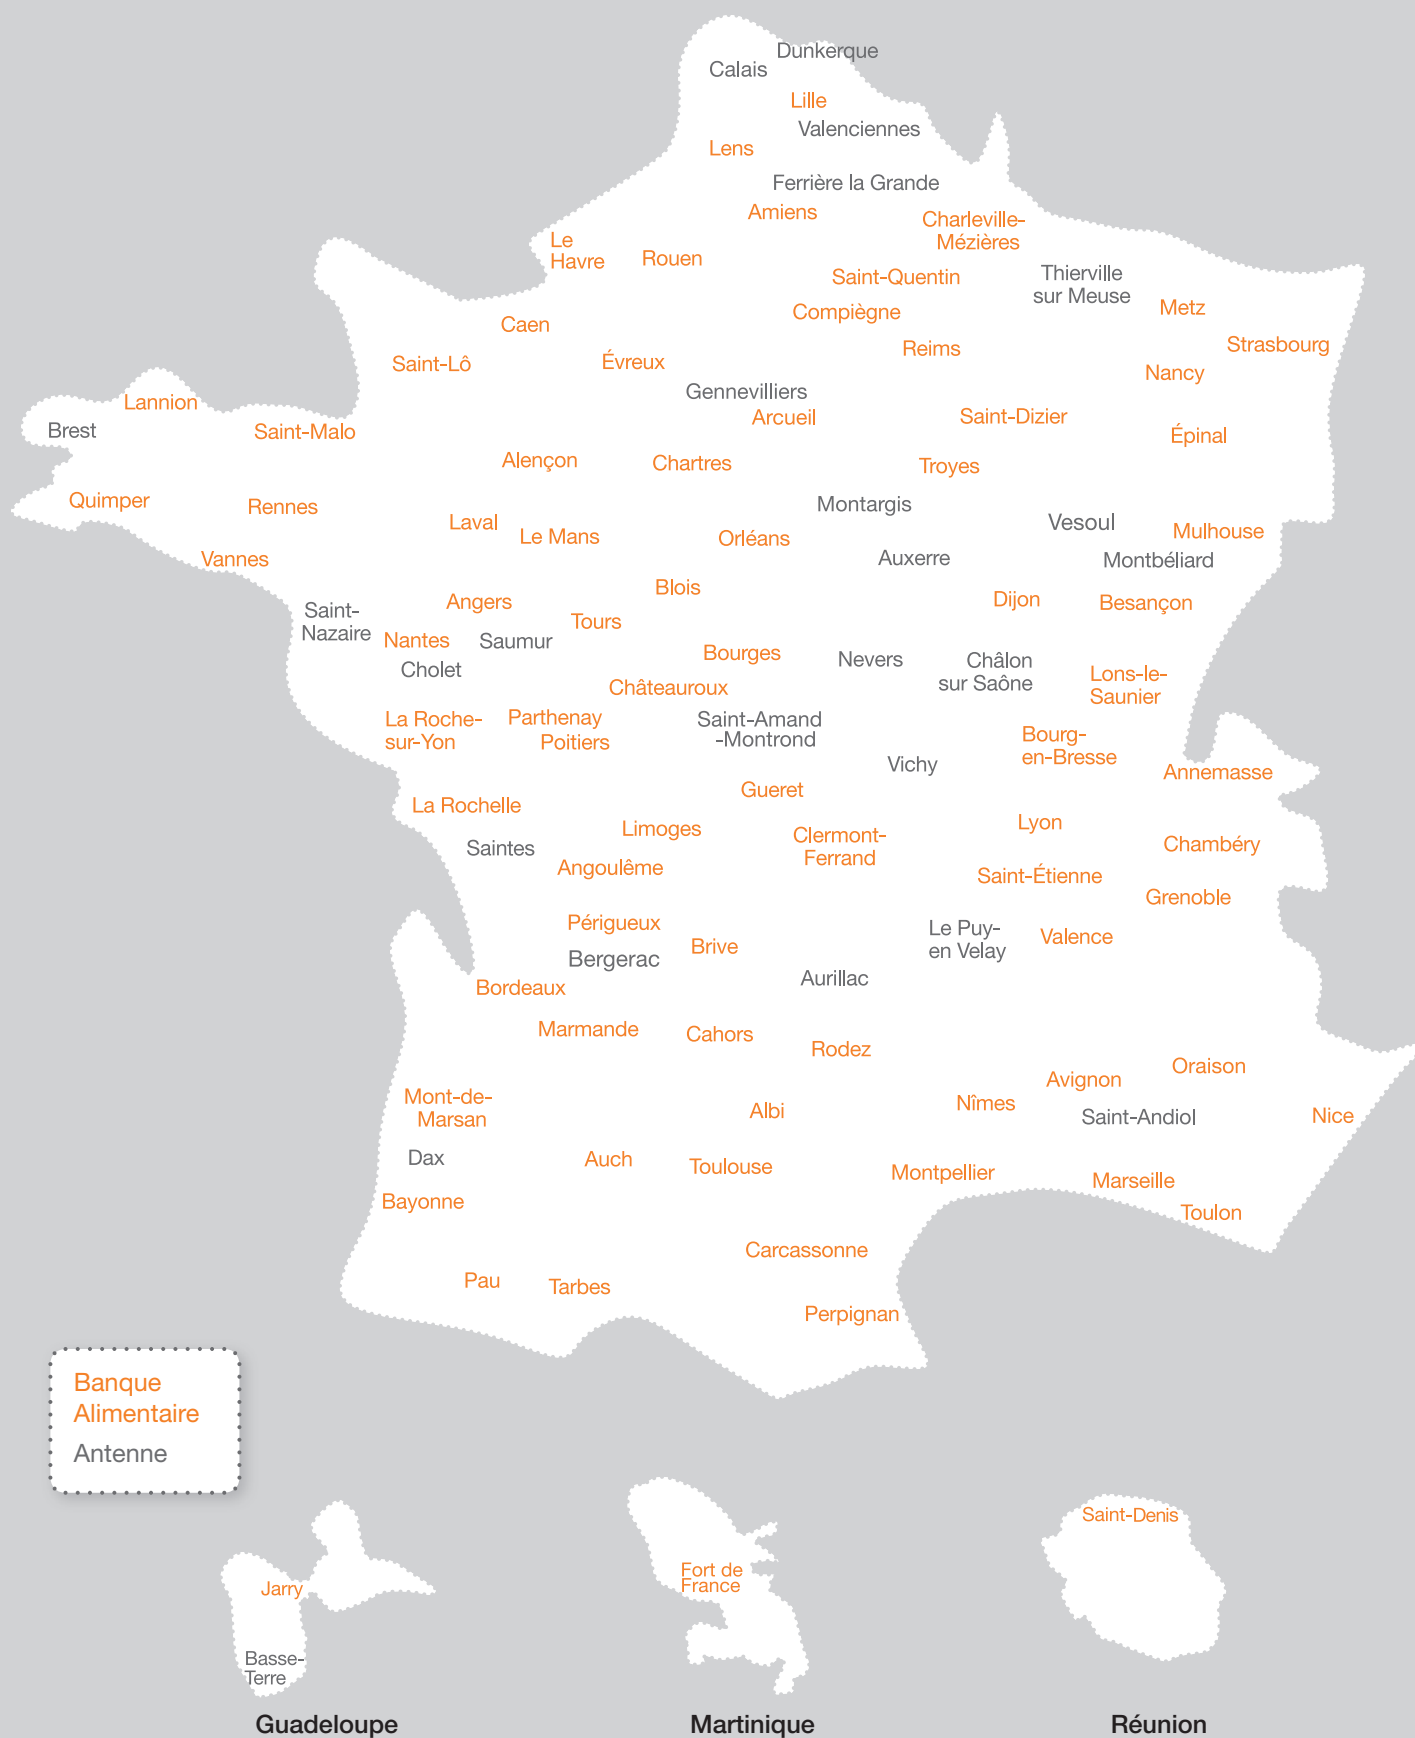 Dunkerque
Calais
Lille
Valenciennes
Lens
Ferrière la Grande
Amiens
Charleville-
Mézières
Le
Havre
Rouen
Saint-Quentin
Thierville
sur Meuse
Metz
Compiègne
Caen
Strasbourg
Reims
Saint-Lô
Évreux
Nancy
Gennevilliers
Lannion
Arcueil
Saint-Dizier
Brest
Saint-Malo
Épinal
Alençon
Chartres
Troyes
Quimper
Rennes
Montargis
Laval
Vesoul
Mulhouse
Le Mans
Orléans
Vannes
Auxerre
Montbéliard
Blois
Angers
Dijon
Besançon
Saint-
Nazaire
Tours
Nantes
Saumur
Bourges
Nevers
Châlon
sur Saône
Cholet
Lons-le-
Saunier
Châteauroux
La Roche-
sur-Yon
Parthenay
Poitiers
Saint-Amand
-Montrond
Bourg-
en-Bresse
Vichy
Annemasse
Gueret
La Rochelle
Lyon
Limoges
Clermont-
Ferrand
Chambéry
Saintes
Angoulême
Saint-Étienne
Grenoble
Périgueux
Le Puy-
en Velay
Valence
Brive
Bergerac
Aurillac
Bordeaux
Marmande
Cahors
Rodez
Oraison
Avignon
Mont-de-
Marsan
Nîmes
Albi
Saint-Andiol
Nice
Dax
Auch
Toulouse
Montpellier
Marseille
Bayonne
Toulon
Carcassonne
Pau
Tarbes
Perpignan
Banque
Alimentaire
Antenne
Saint-Denis
Fort de
France
Jarry
Basse-
Terre
Guadeloupe
Martinique
Réunion